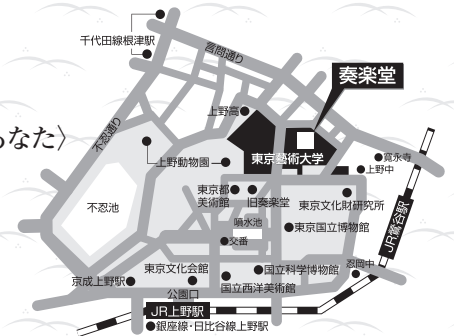 千代田線根津駅
言問通り
奏楽堂
上野高
不忍通り
るなた〉
上野動物園
東京藝術大学
寛永寺
上野中
東京都
美術館
旧奏楽堂
東京文化財研究所
不忍池
噴水池
東京国立博物館
JR鶯谷駅
交番
忍岡中
京成上野駅
東京文化会館
国立科学博物館
公園口
国立西洋美術館
JR上野駅
銀座線・日比谷線上野駅